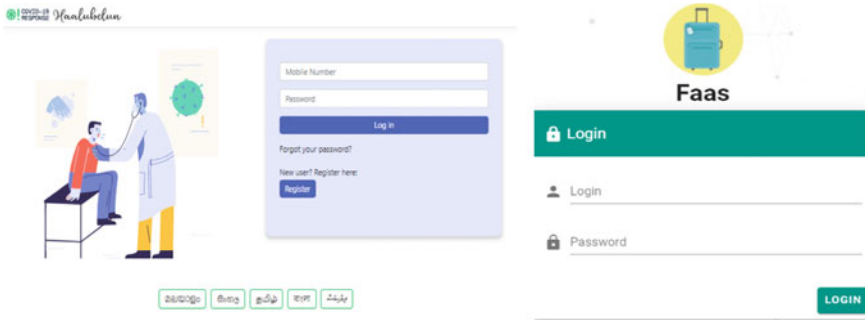 COVID-19
RESPONSE
Haalubelun
Mobile Number
Password
Log in
Forgot your password?
New user? Register here:
Register
മലയാളം
සිංහල
தமிழ்
বাংলা
ދިވެހި
Faas
Login
Login
Password
LOGIN